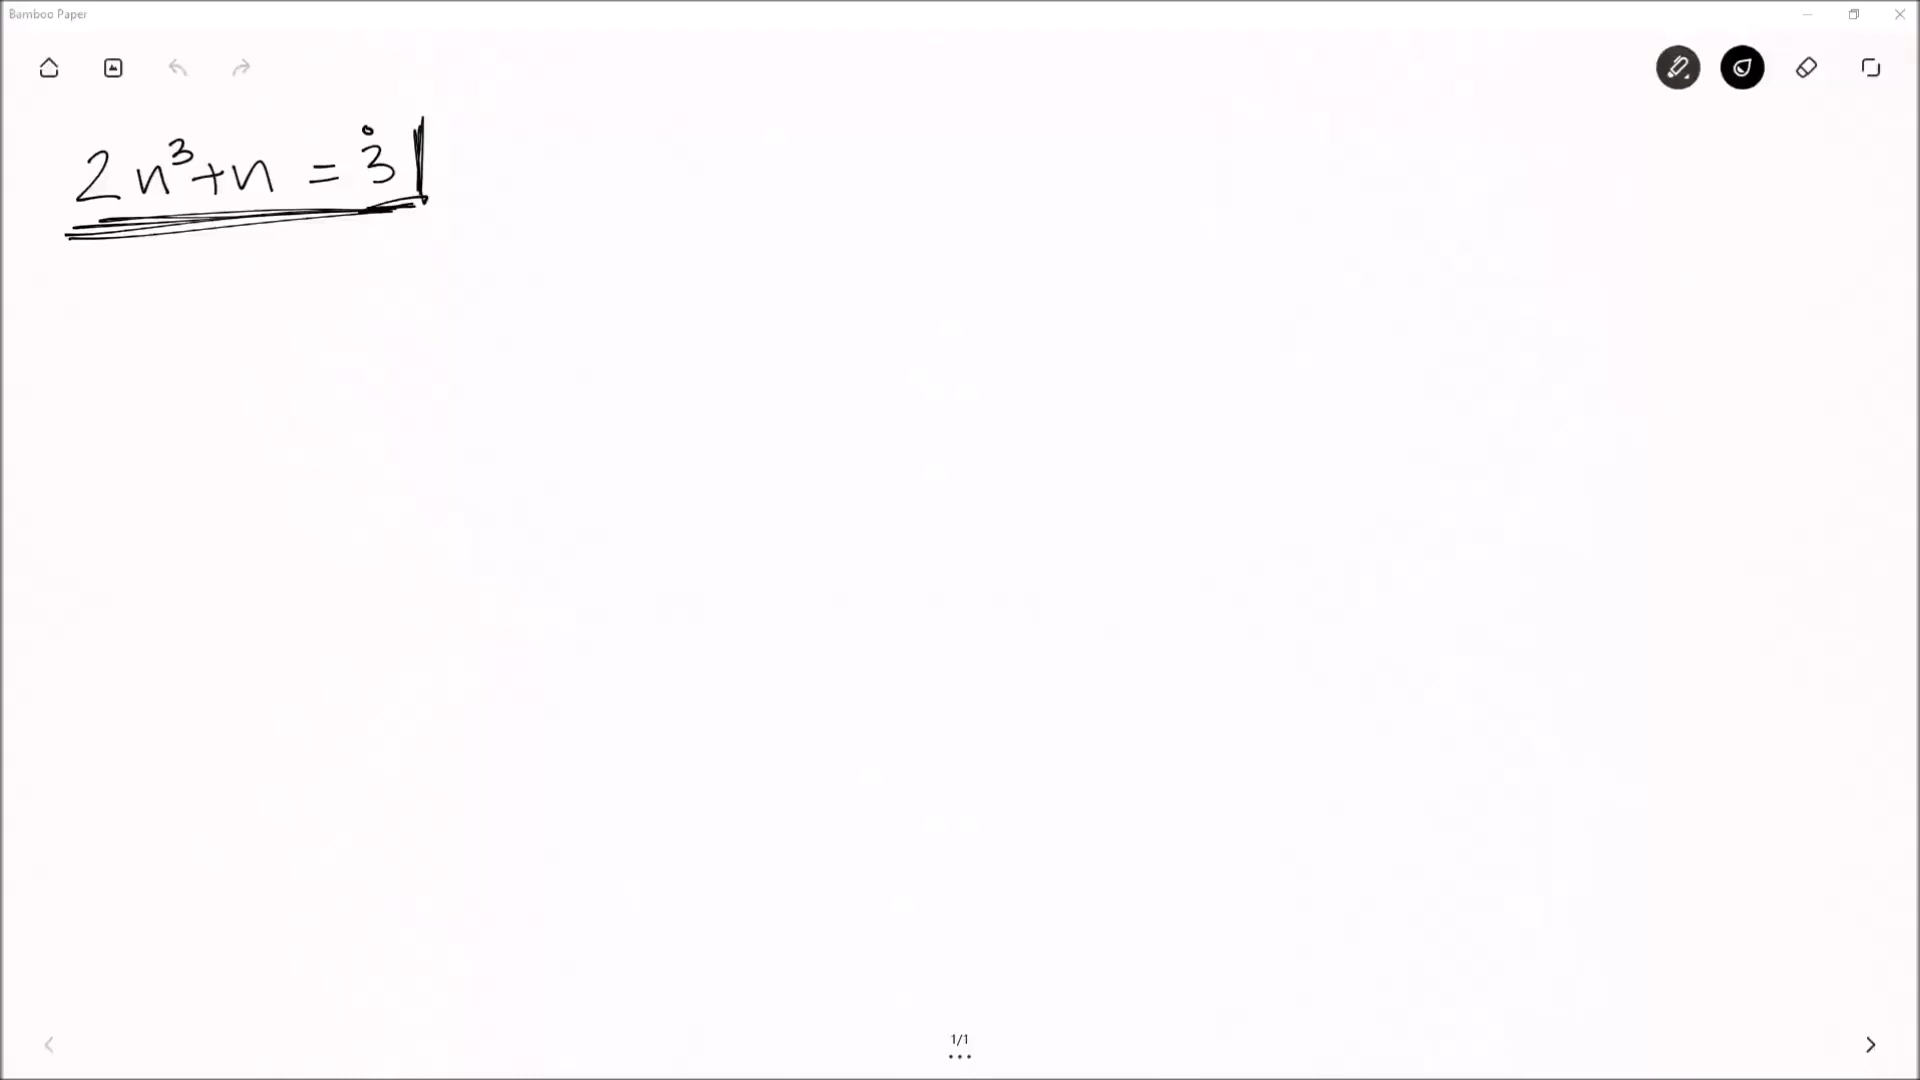 Bamboo Paper
2n³+n = 3̊
1/1